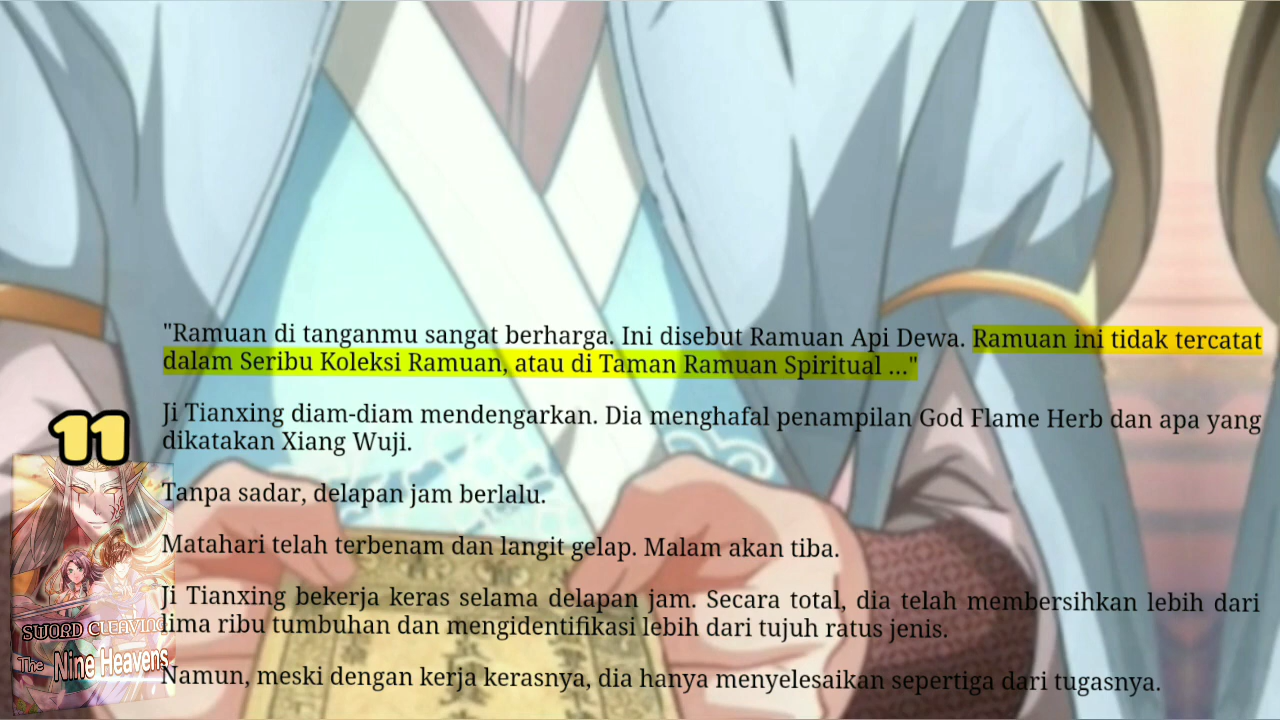 "Ramuan di tanganmu sangat berharga. Ini disebut Ramuan Api Dewa. Ramuan ini tidak tercatat
dalam Seribu Koleksi Ramuan, atau di Taman Ramuan Spiritual ..."
Ji Tianxing diam-diam mendengarkan. Dia menghafal penampilan God Flame Herb dan apa yang
dikatakan Xiang Wuji.
Tanpa sadar, delapan jam berlalu.
Matahari telah terbenam dan langit gelap. Malam akan tiba.
Ji Tianxing bekerja keras selama delapan jam. Secara total, dia telah membersihkan lebih dari
lima ribu tumbuhan dan mengidentifikasi lebih dari tujuh ratus jenis.
Namun, meski dengan kerja kerasnya, dia hanya menyelesaikan sepertiga dari tugasnya.
11
SWORD CLEAVING
The Nine Heavens